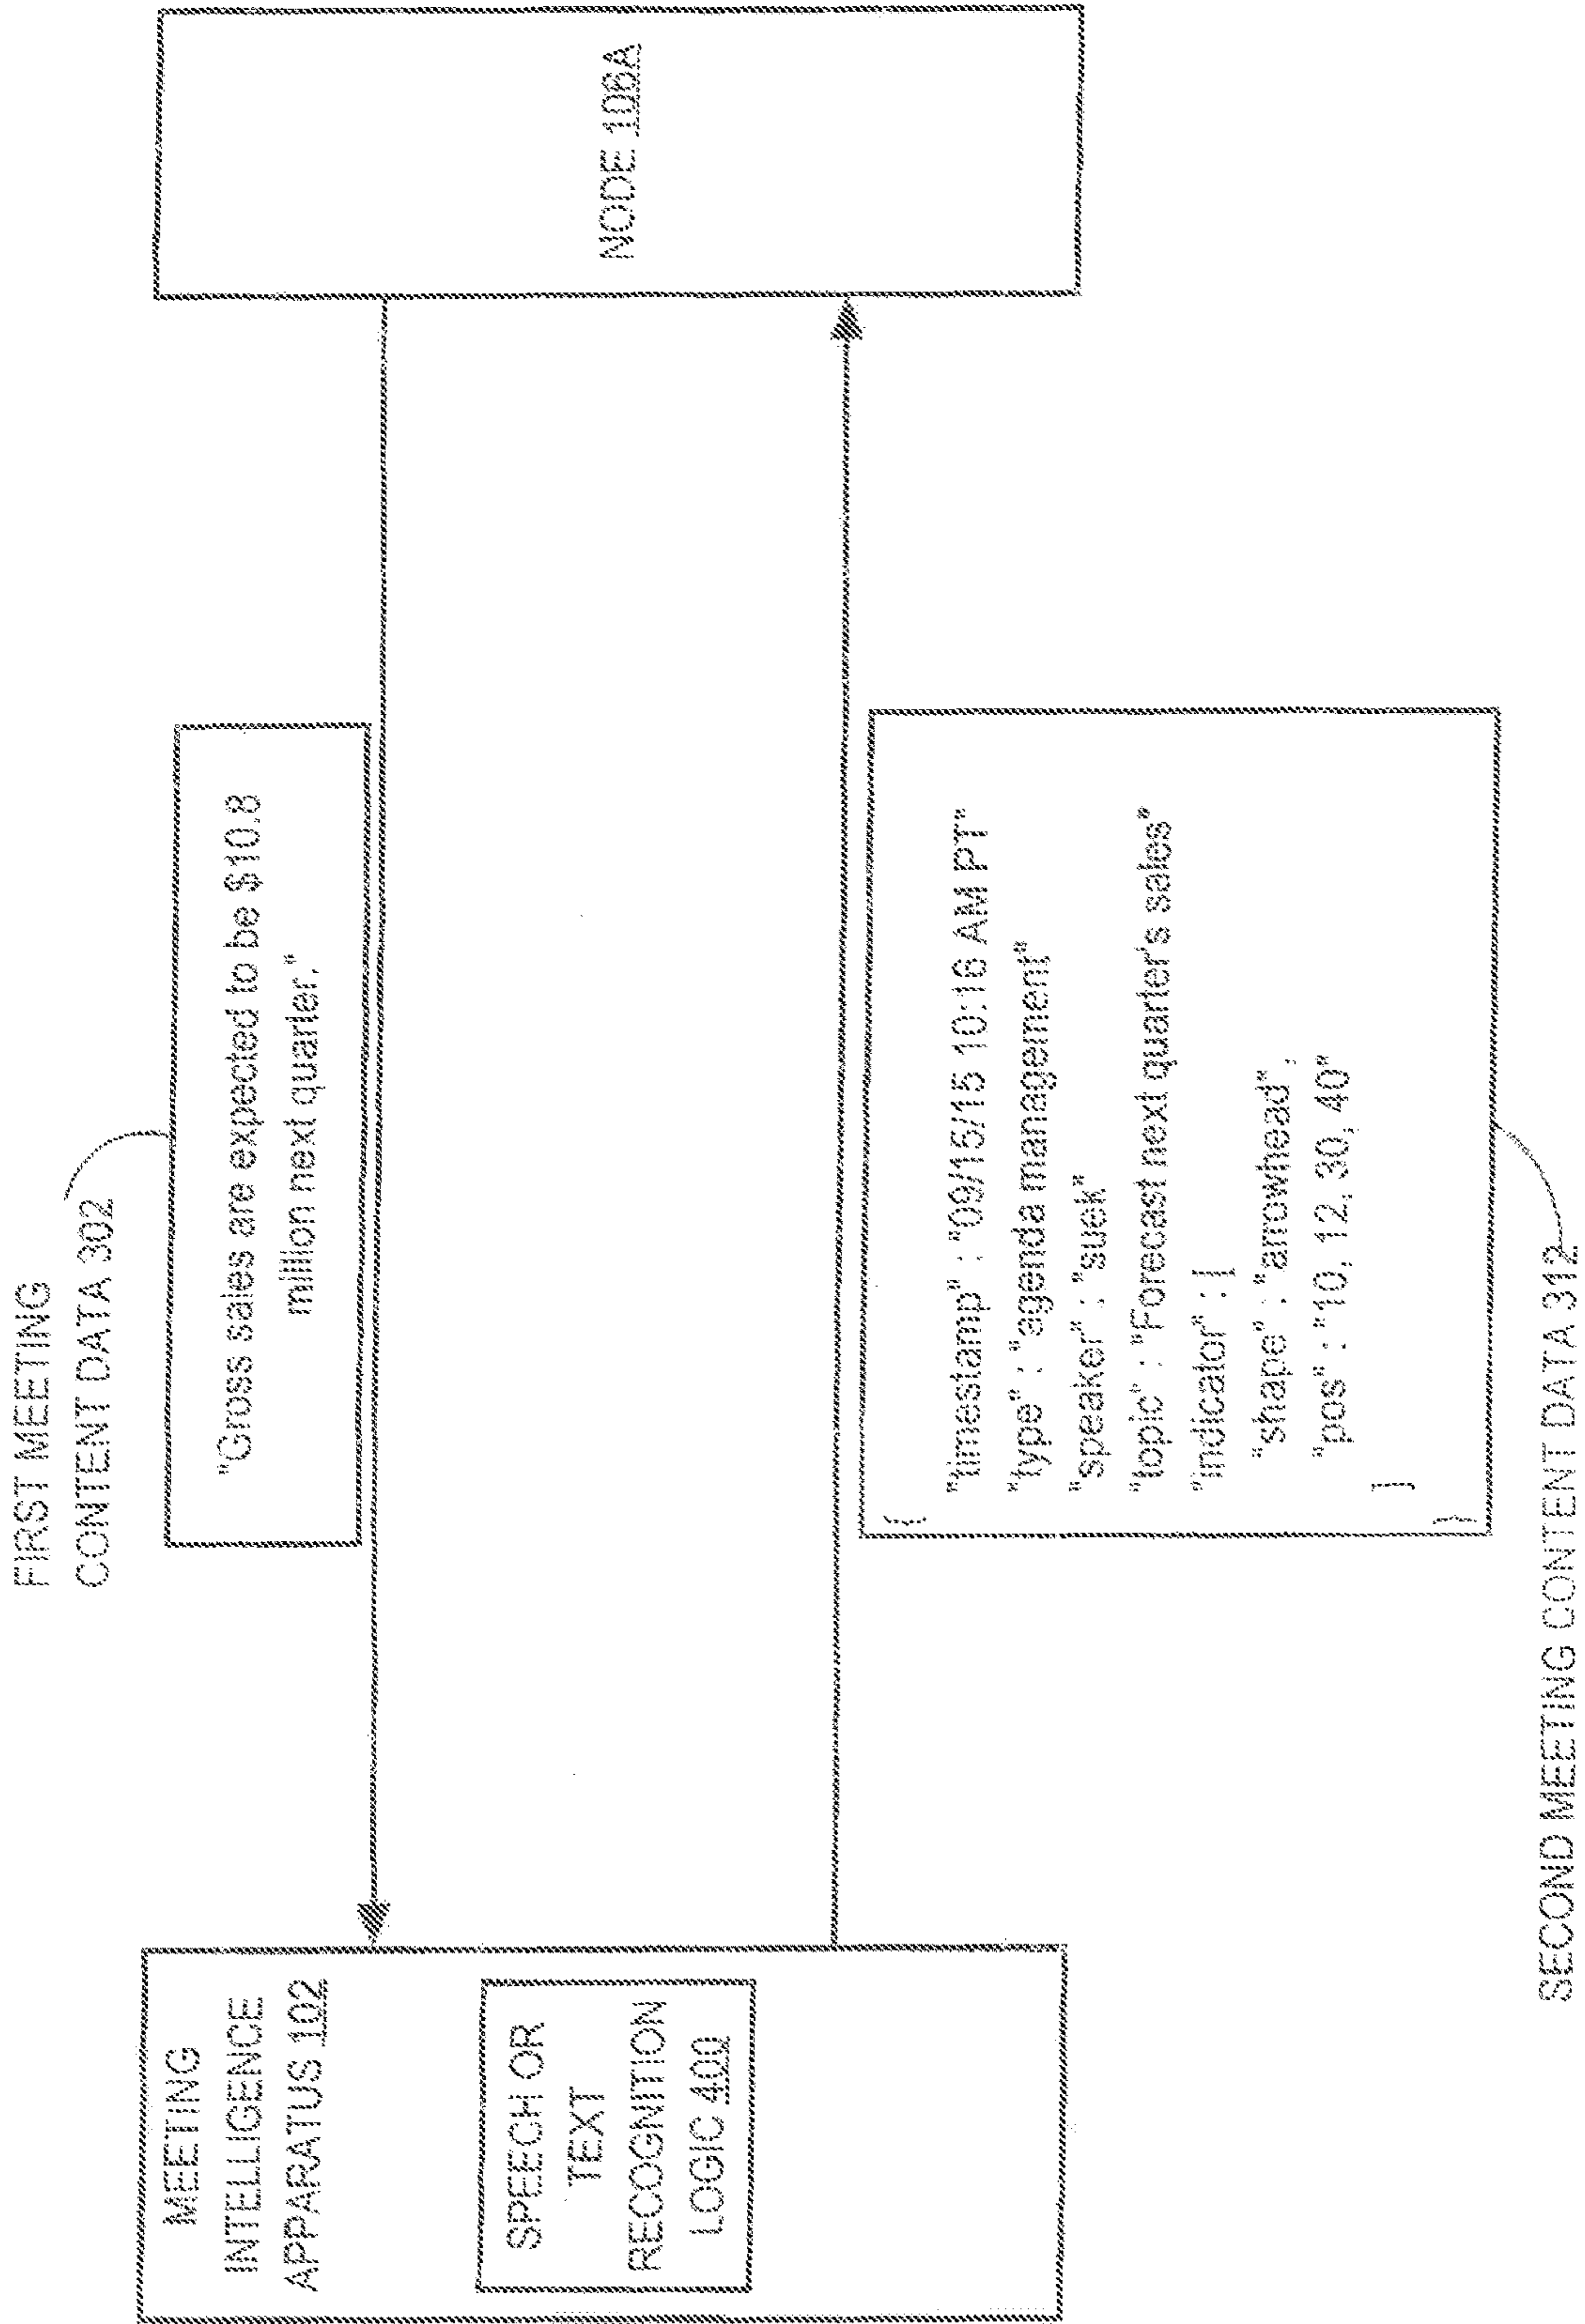 FIRST MEETING
CONTENT DATA 302
"Gross sales are expected to be $10.8
million next quarter."
MEETING
INTELLIGENCE
APPARATUS 102
SPEECH OR
TEXT
RECOGNITION
LOGIC 400
NODE 106A
{
"timestamp" : "09/15/15 10:16 AM PT"
"type" : "agenda management"
"speaker" : "suek"
"topic" : "Forecast next quarter's sales"
"indicator" : [
"shape" : "arrowhead",
"pos" : "10, 12, 30, 40"
]
}
SECOND MEETING CONTENT DATA 312